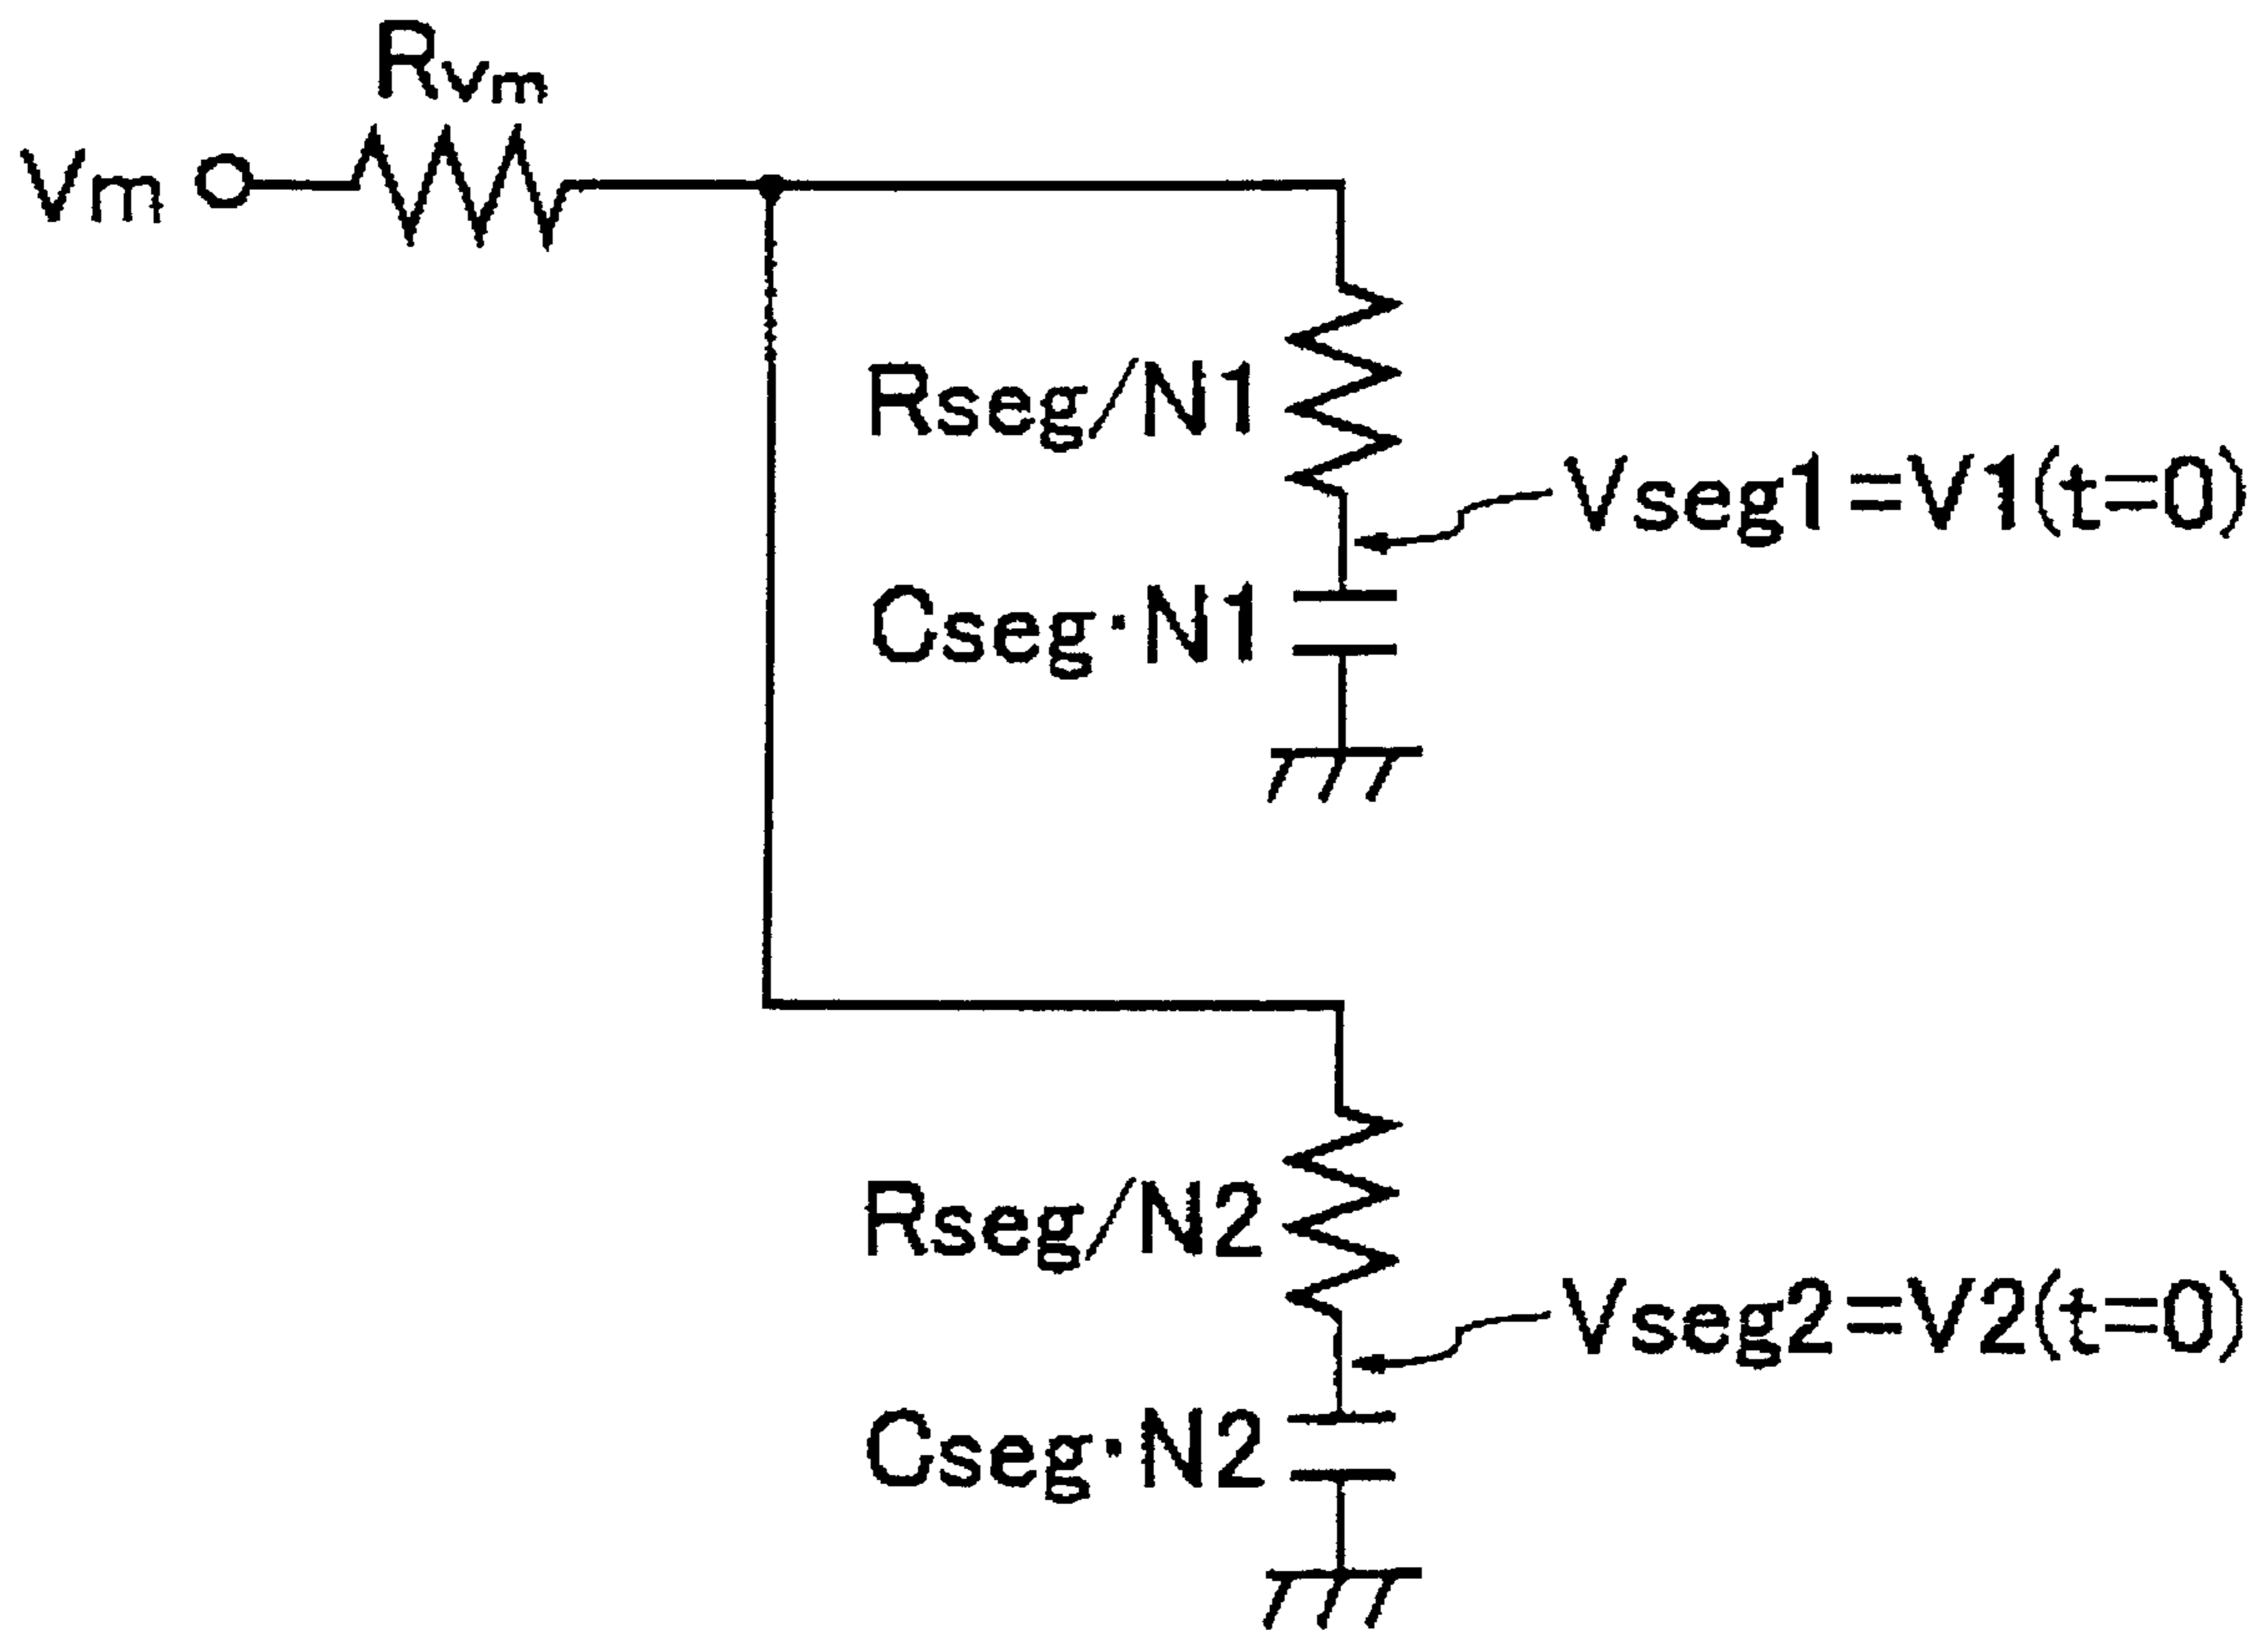 Rvm
Vm
Rseg/N1
Vseg1=V1(t=0)
Cseg·N1
Rseg/N2
Vseg2=V2(t=0)
Cseg·N2